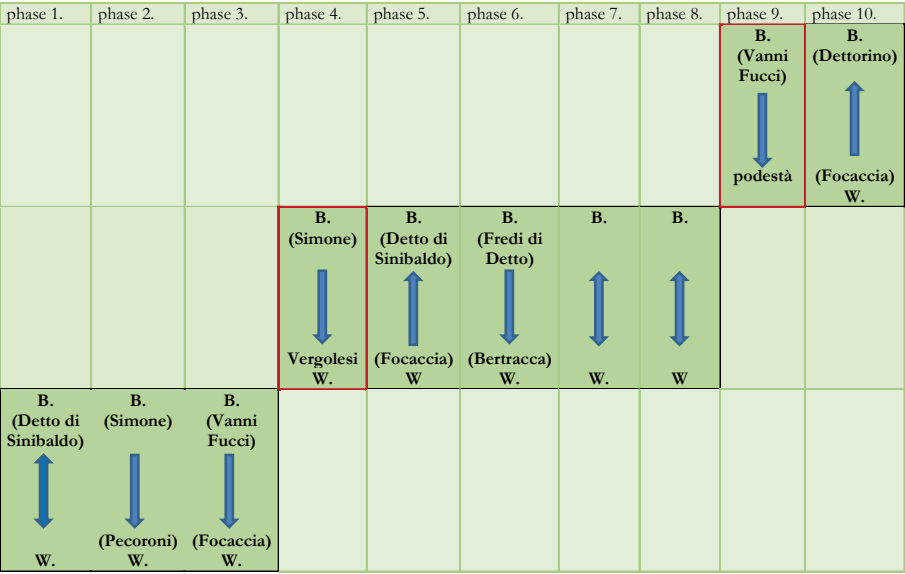 phase 1. phase 2. phase 3. phase 4. phase 5. phase 6. phase 7. phase 8. phase 9. phase 10.
B.
(Vanni
Fucci)
podestà
B.
(Dettorino)
(Focaccia)
W.
B.
(Simone)
Vergolesi
W.
B.
(Detto di
Sinibaldo)
(Focaccia)
W
B.
(Fredi di
Detto)
(Bertracca)
W.
B.
W.
B.
W
B.
(Detto di
Sinibaldo)
W.
B.
(Simone)
(Pecoroni)
W.
B.
(Vanni
Fucci)
(Focaccia)
W.